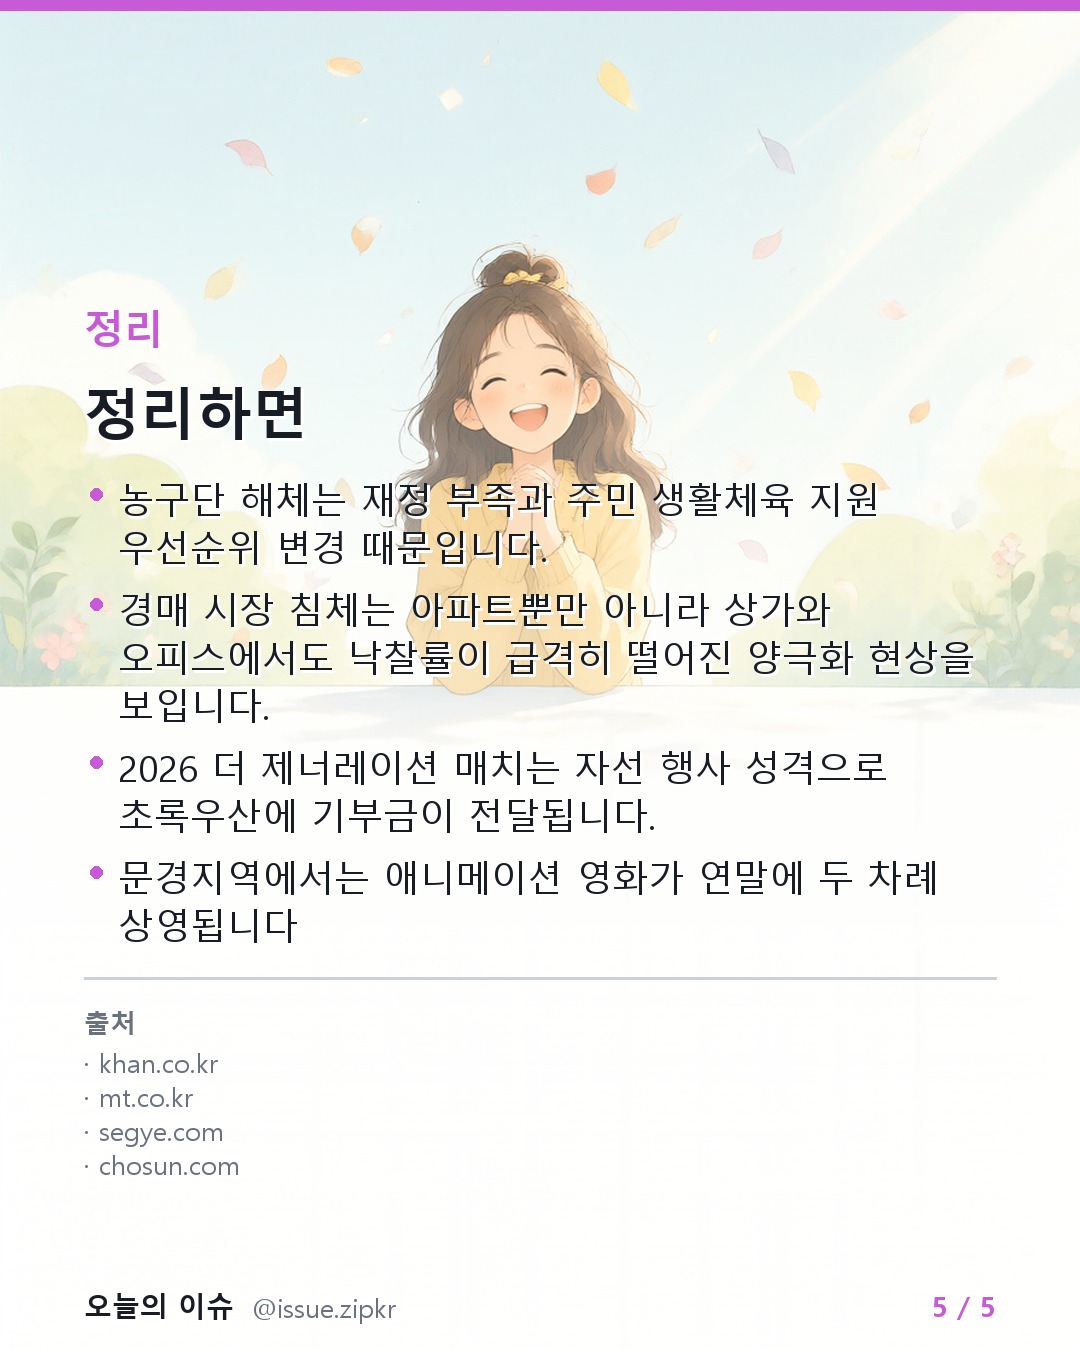 정리
정리하면
• 농구단 해체는 재정 부족과 주민 생활체육 지원
우선순위 변경 때문입니다.
• 경매 시장 침체는 아파트뿐만 아니라 상가와
오피스에서도 낙찰률이 급격히 떨어진 양극화 현상을
보입니다.
• 2026 더 제너레이션 매치는 자선 행사 성격으로
초록우산에 기부금이 전달됩니다.
• 문경지역에서는 애니메이션 영화가 연말에 두 차례
상영됩니다
출처
· khan.co.kr
· mt.co.kr
· segye.com
· chosun.com
오늘의 이슈 @issue.zipkr 5 / 5